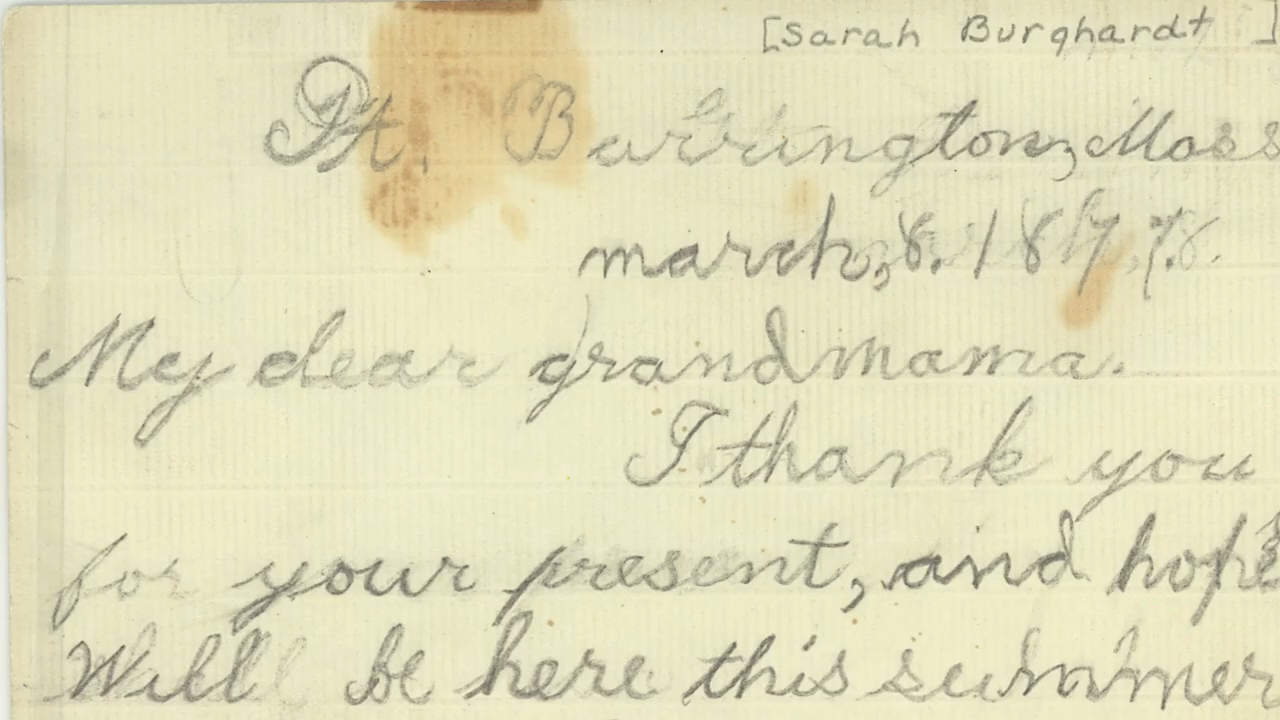 [Sarah Burghardt]
Gt. Barrington, Mass
march, 8. 187
My dear grandmama.
I thank you
for your present, and hope
Will be here this summer